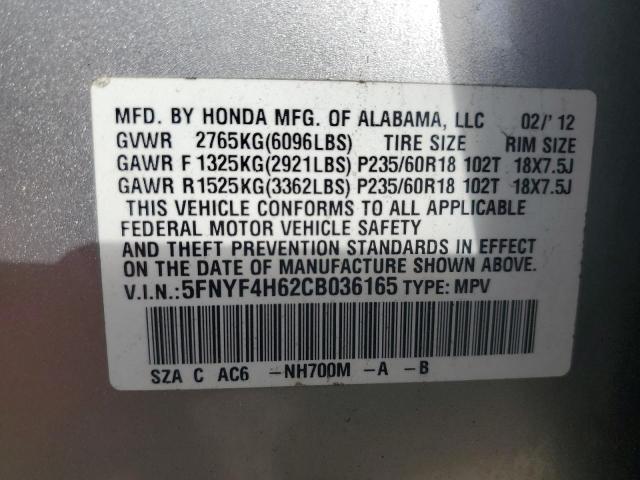 MFD. BY HONDA MFG. OF ALABAMA, LLC 02/' 12
GVWR 2765KG(6096LBS) TIRE SIZE RIM SIZE
GAWR F1325KG(2921LBS) P235/60R18 102T 18X7.5J
GAWR R1525KG(3362LBS) P235/60R18 102T 18X7.5J
THIS VEHICLE CONFORMS TO ALL APPLICABLE
FEDERAL MOTOR VEHICLE SAFETY
AND THEFT PREVENTION STANDARDS IN EFFECT
ON THE DATE OF MANUFACTURE SHOWN ABOVE.
V.I.N.:5FNYF4H62CB036165 TYPE: MPV
SZA C AC6 -NH700M -A -B